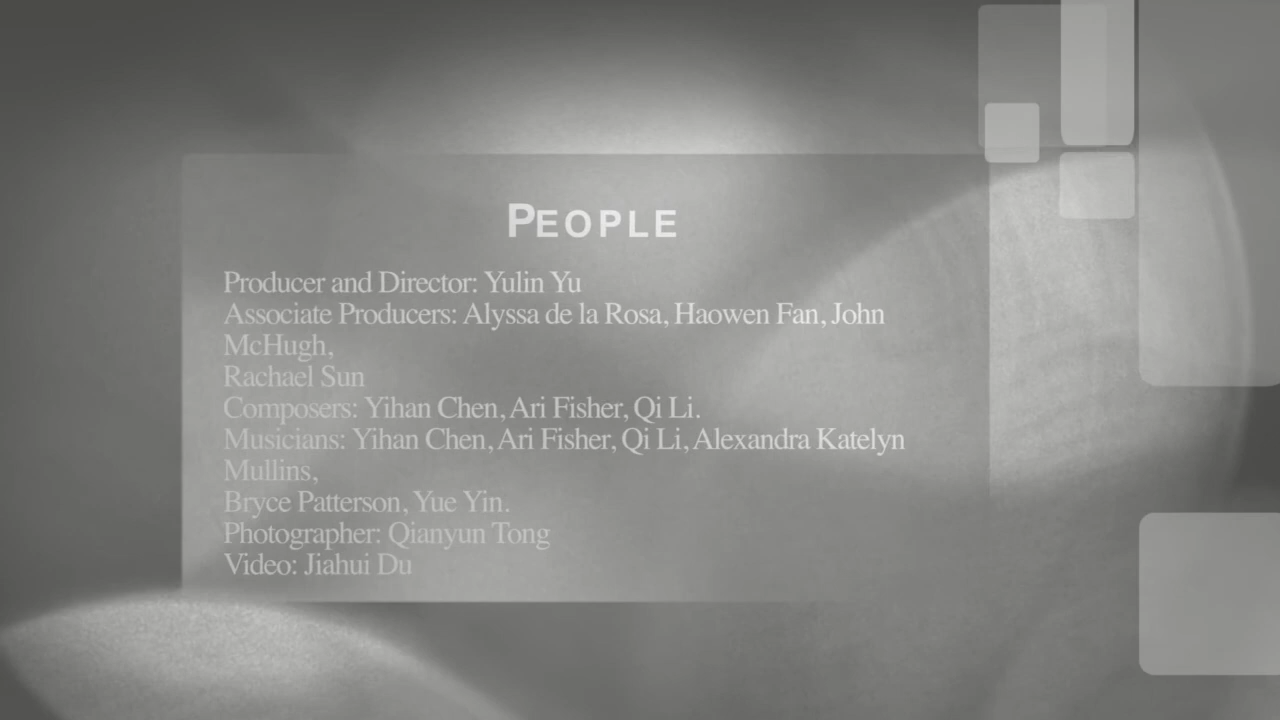 PEOPLE
Producer and Director: Yulin Yu
Associate Producers: Alyssa de la Rosa, Haowen Fan, John
McHugh,
Rachael Sun
Composers: Yihan Chen, Ari Fisher, Qi Li.
Musicians: Yihan Chen, Ari Fisher, Qi Li, Alexandra Katelyn
Mullins,
Bryce Patterson, Yue Yin.
Photographer: Qianyun Tong
Video: Jiahui Du